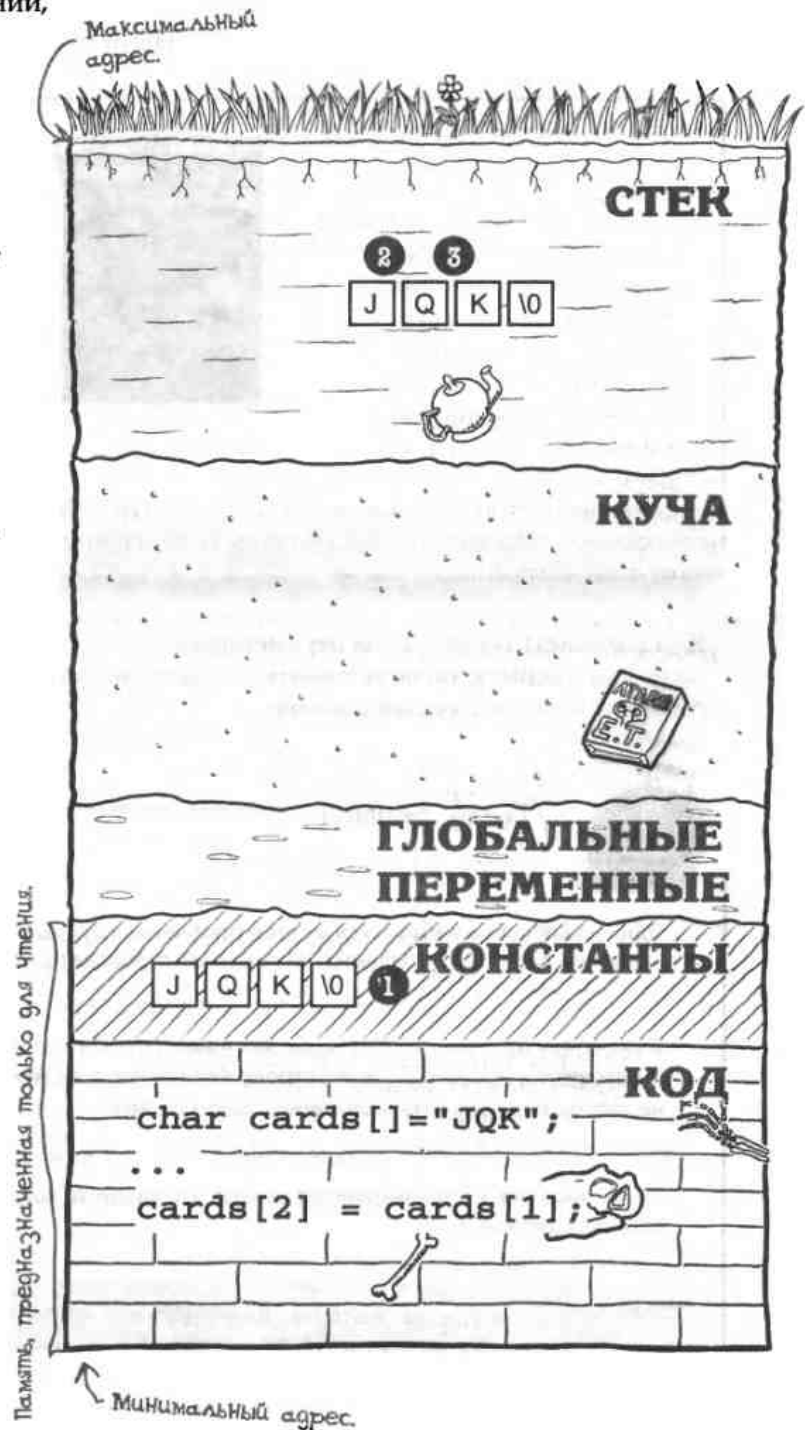 нии,
Максимальный
адрес.
СТЕК
2 3
J Q K \0
КУЧА
E.T.
ГЛОБАЛЬНЫЕ
ПЕРЕМЕННЫЕ
КОНСТАНТЫ
J Q K \0 1
КОД
char cards[]="JQK";
...
cards[2] = cards[1];
Память, предназначенная только для чтения.
Минимальный адрес.